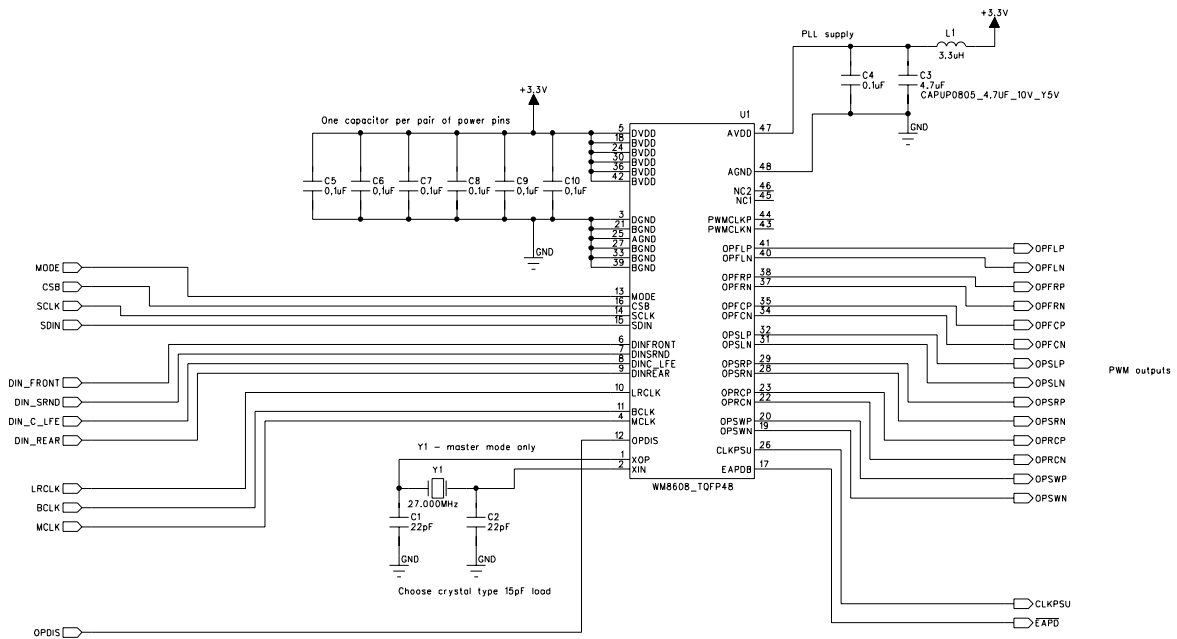 +3.3V
PLL supply
L1
3.3uH
C4
0.1uF
C3
4.7uF
CAPUP0805_4.7UF_10V_Y5V
GND
+3.3V
One capacitor per pair of power pins
C5
0.1uF
C6
0.1uF
C7
0.1uF
C8
0.1uF
C9
0.1uF
C10
0.1uF
GND
U1
5 DVDD
18 BVDD
24 BVDD
30 BVDD
36 BVDD
42 BVDD
3 DGND
21 BGND
25 AGND
27 BGND
33 BGND
39 BGND
13 MODE
16 CSB
14 SCLK
15 SDIN
6 DINFRONT
7 DINSRND
8 DINC_LFE
9 DINREAR
10 LRCLK
11 BCLK
4 MCLK
12 OPDIS
1 XOP
2 XIN
AVDD 47
AGND 48
NC2 46
NC1 45
PWMCLKP 44
PWMCLKN 43
OPFLP 41
OPFLN 40
OPFRP 38
OPFRN 37
OPFCP 35
OPFCN 34
OPSLP 32
OPSLN 31
OPSRP 29
OPSRN 28
OPRCP 23
OPRCN 22
OPSWP 20
OPSWN 19
CLKPSU 26
EAPDB 17
WM8608_TQFP48
MODE
CSB
SCLK
SDIN
DIN_FRONT
DIN_SRND
DIN_C_LFE
DIN_REAR
LRCLK
BCLK
MCLK
OPDIS
Y1 - master mode only
Y1
27.000MHz
C1
22pF
C2
22pF
GND
GND
Choose crystal type 15pF load
OPFLP
OPFLN
OPFRP
OPFRN
OPFCP
OPFCN
OPSLP
OPSLN
OPSRP
OPSRN
OPRCP
OPRCN
OPSWP
OPSWN
PWM outputs
CLKPSU
EAPD